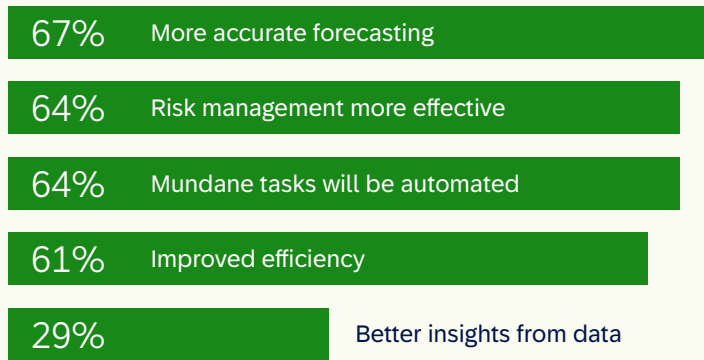 67% More accurate forecasting
64% Risk management more effective
64% Mundane tasks will be automated
61% Improved efficiency
29% Better insights from data